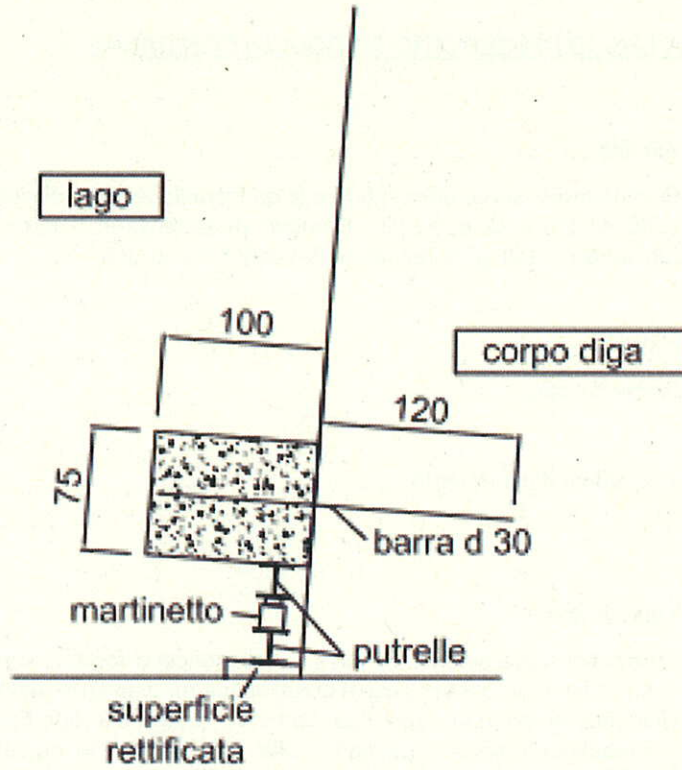 lago
100
corpo diga
120
75
barra d 30
martinetto
putrelle
superficie
rettificata